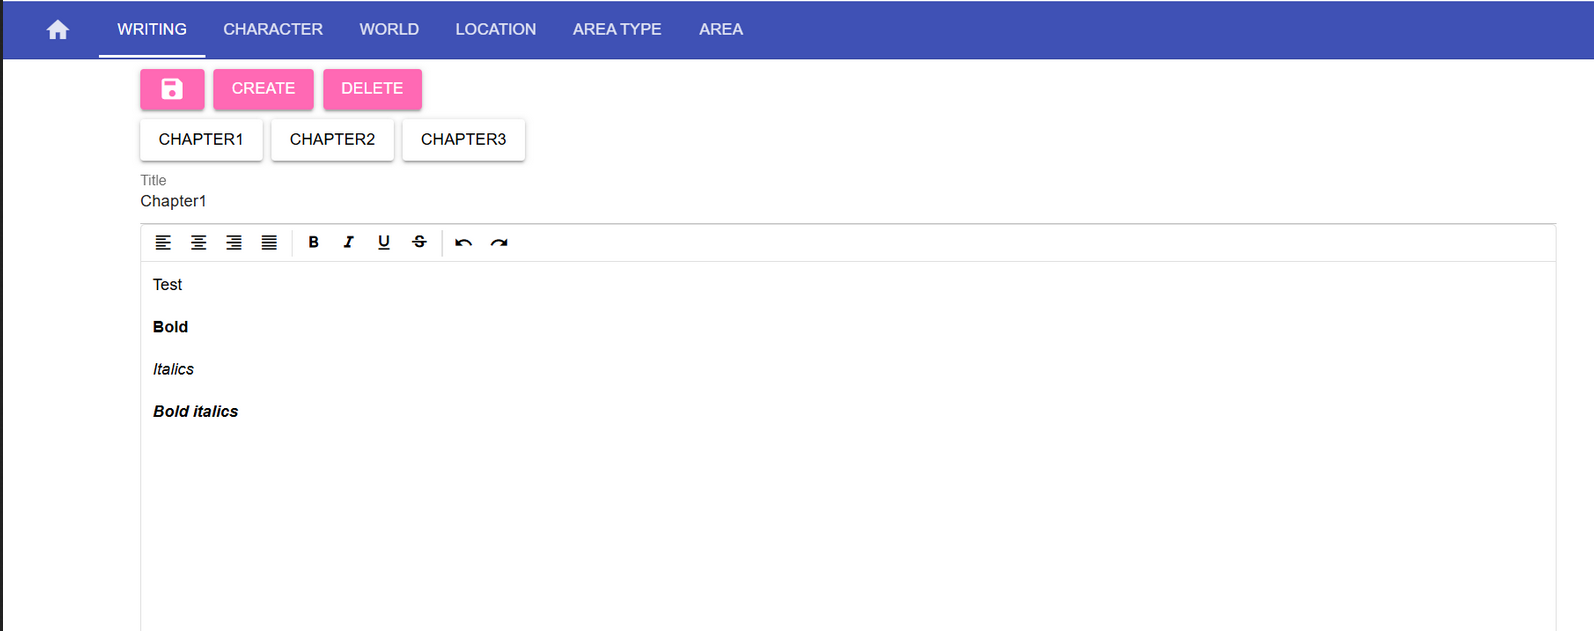 WRITING CHARACTER WORLD LOCATION AREA TYPE AREA
CREATE DELETE
CHAPTER1 CHAPTER2 CHAPTER3
Title
Chapter1
B I U S
Test
Bold
Italics
Bold italics